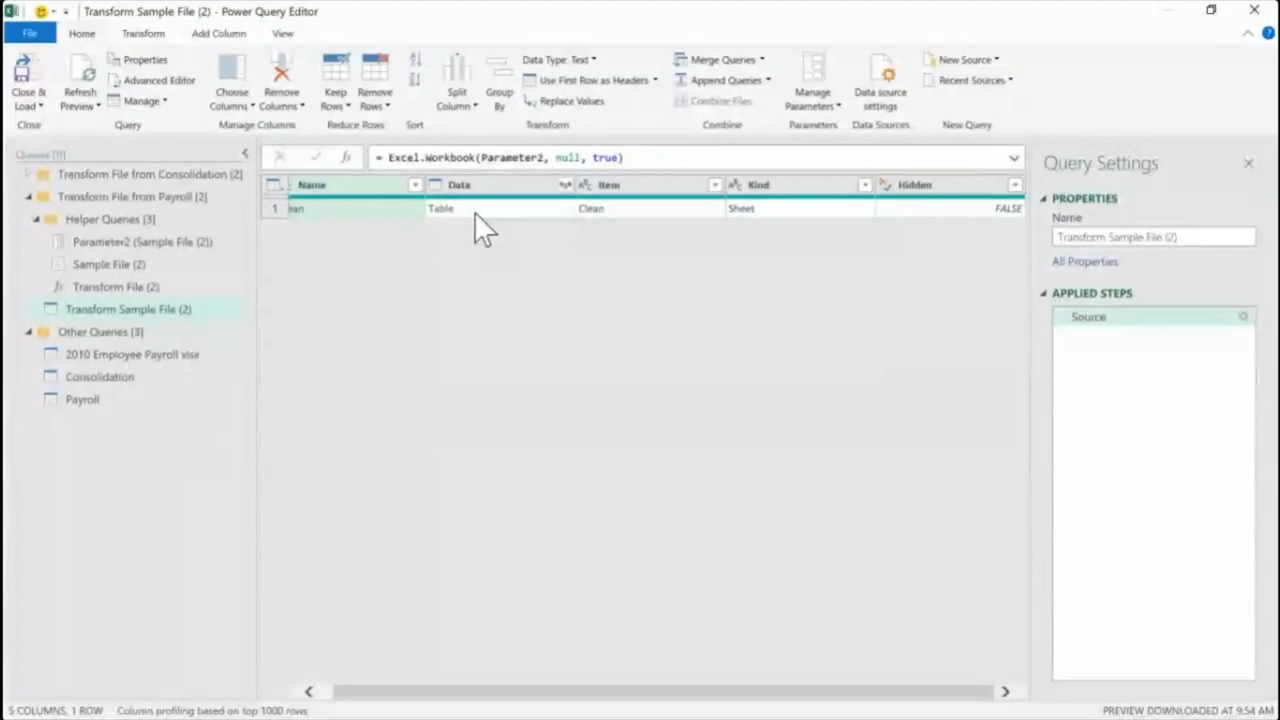 Transform Sample File (2) - Power Query Editor
File Home Transform Add Column View
Close & Load
Refresh Preview
Properties
Advanced Editor
Manage
Choose Columns
Remove Columns
Keep Rows
Remove Rows
Split Column
Group By
Data Type: Text
Use First Row as Headers
Replace Values
Merge Queries
Append Queries
Combine Files
Manage Parameters
Data source settings
New Source
Recent Sources
Close Query Manage Columns Reduce Rows Sort Transform Combine Parameters Data Sources New Query
Transform File from Consolidation [2]
Transform File from Payroll [2]
Helper Queries [3]
Parameter2 (Sample File (2))
Sample File (2)
Transform File (2)
Transform Sample File (2)
Other Queries [3]
2010 Employee Payroll xlsx
Consolidation
Payroll
fx = Excel.Workbook(Parameter2, null, true)
Name Data Item Kind Hidden
1 ean Table Clean Sheet FALSE
Query Settings
PROPERTIES
Name
Transform Sample File (2)
All Properties
APPLIED STEPS
Source
5 COLUMNS, 1 ROW Column profiling based on top 1000 rows
PREVIEW DOWNLOADED AT 9:54 AM